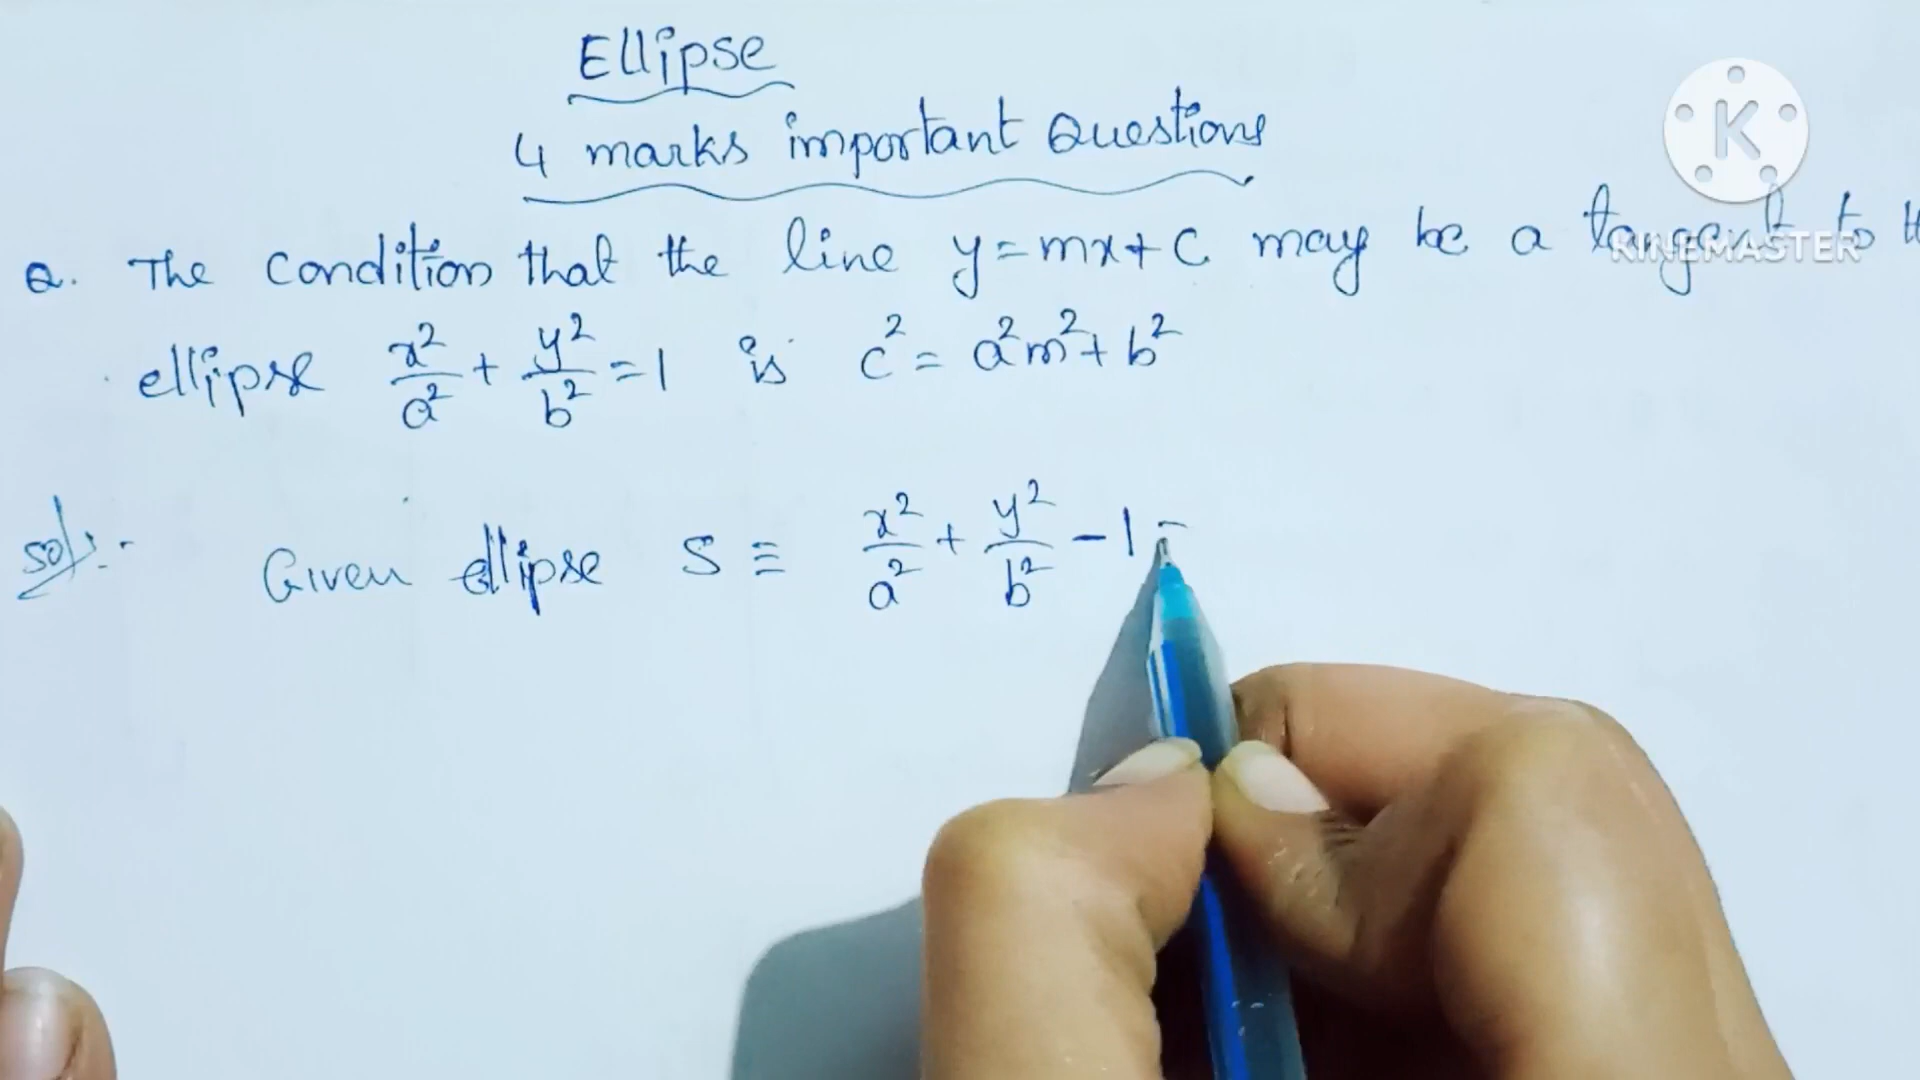 Ellipse
4 marks important Questions
Q. The condition that the line y=mx+c may be a tangent to
ellipse x²/a² + y²/b² = 1 is c² = a²m² + b²
Sol:- Given ellipse S ≡ x²/a² + y²/b² - 1 =
K
KINEMASTER